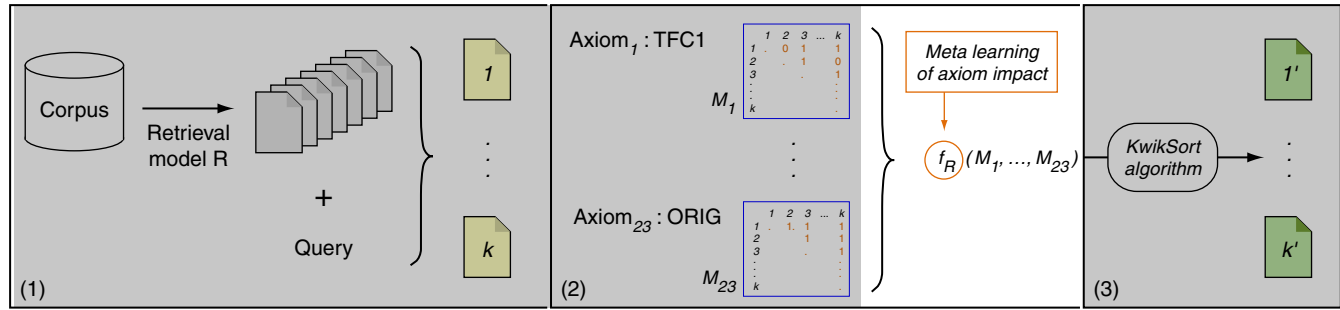 Corpus
Retrieval
model R
+
Query
1
.
.
.
k
(1)
Axiom1 : TFC1
M1
1 2 3 ... k
1 . 0 1 1
2 . 1 0
3 . 1
. .
. .
. .
k .
.
.
.
Axiom23 : ORIG
M23
1 2 3 ... k
1 . 1. 1 1
2 1 1
3 . 1
. .
. .
. .
k .
(2)
Meta learning
of axiom impact
fR (M1, ..., M23)
KwikSort
algorithm
1'
.
.
.
k'
(3)